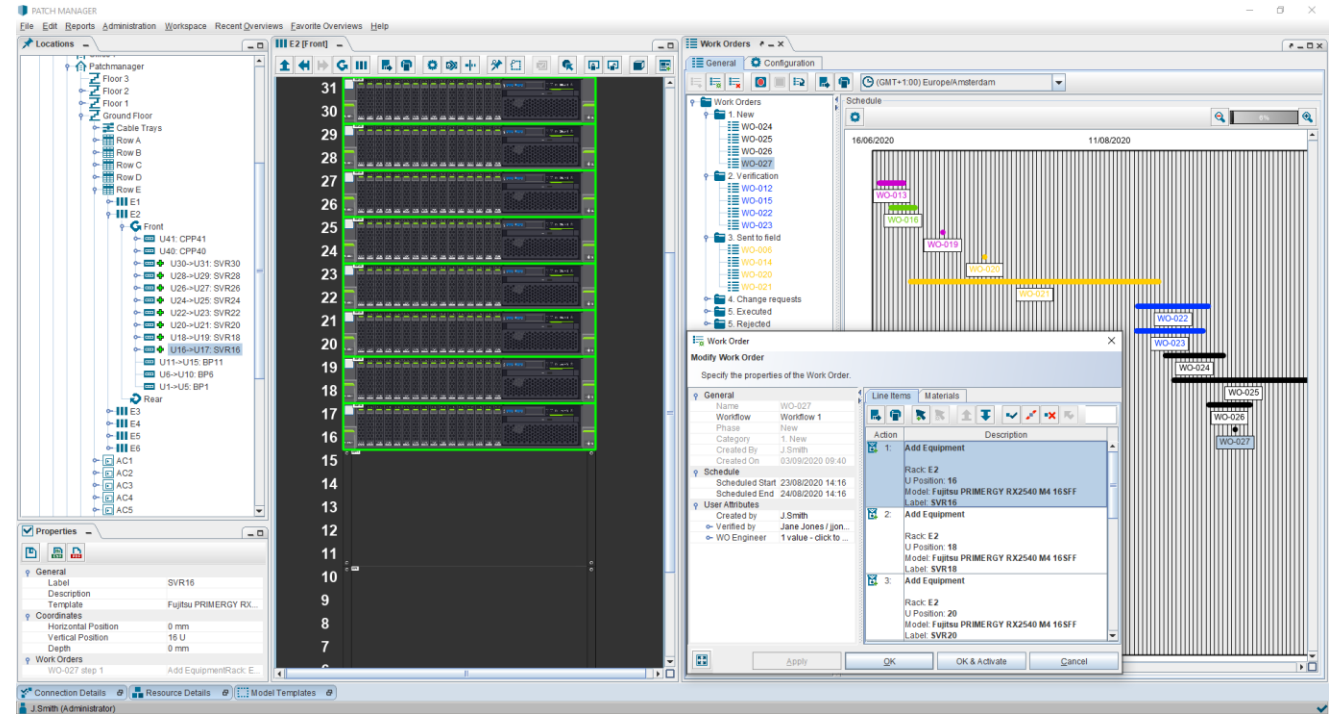 PATCH MANAGER
File Edit Reports Administration Workspace Recent Overviews Favorite Overviews Help
Locations
Patchmanager
Floor 3
Floor 2
Floor 1
Ground Floor
Cable Trays
Row A
Row B
Row C
Row D
Row E
E1
E2
Front
U41: CPP41
U40: CPP40
U30->U31: SVR30
U28->U29: SVR28
U26->U27: SVR26
U24->U25: SVR24
U22->U23: SVR22
U20->U21: SVR20
U18->U19: SVR18
U16->U17: SVR16
U11->U15: BP11
U6->U10: BP6
U1->U5: BP1
Rear
E3
E4
E5
E6
AC1
AC2
AC3
AC4
AC5
Properties
General
Label SVR16
Description
Template Fujitsu PRIMERGY RX...
Coordinates
Horizontal Position 0 mm
Vertical Position 16 U
Depth 0 mm
Work Orders
WO-027 step 1 Add EquipmentRack: E...
E2 [Front]
31
30
29
28
27
26
25
24
23
22
21
20
19
18
17
16
15
14
13
12
11
10
9
8
7
Work Orders
General Configuration
(GMT+1:00) Europe/Amsterdam
Work Orders
1. New
WO-024
WO-025
WO-026
WO-027
2. Verification
WO-012
WO-015
WO-022
WO-023
3. Sent to field
WO-006
WO-014
WO-020
WO-021
4. Change requests
5. Executed
5. Rejected
Schedule
6%
16/06/2020 11/08/2020
WO-013
WO-016
WO-019
WO-020
WO-021
WO-022
WO-023
WO-024
WO-025
WO-026
WO-027
Work Order
Modify Work Order
Specify the properties of the Work Order.
General
Name WO-027
Workflow Workflow 1
Phase New
Category 1. New
Created By J.Smith
Created On 03/09/2020 09:40
Schedule
Scheduled Start 23/08/2020 14:16
Scheduled End 24/08/2020 14:16
User Attributes
Created by J.Smith
Verified by Jane Jones / jjon...
WO Engineer 1 value - click to ...
Line Items Materials
Action Description
1: Add Equipment
Rack: E2
U Position: 16
Model: Fujitsu PRIMERGY RX2540 M4 16SFF
Label: SVR16
2: Add Equipment
Rack: E2
U Position: 18
Model: Fujitsu PRIMERGY RX2540 M4 16SFF
Label: SVR18
3: Add Equipment
Rack: E2
U Position: 20
Model: Fujitsu PRIMERGY RX2540 M4 16SFF
Label: SVR20
Apply OK OK & Activate Cancel
Connection Details Resource Details Model Templates
J.Smith (Administrator)